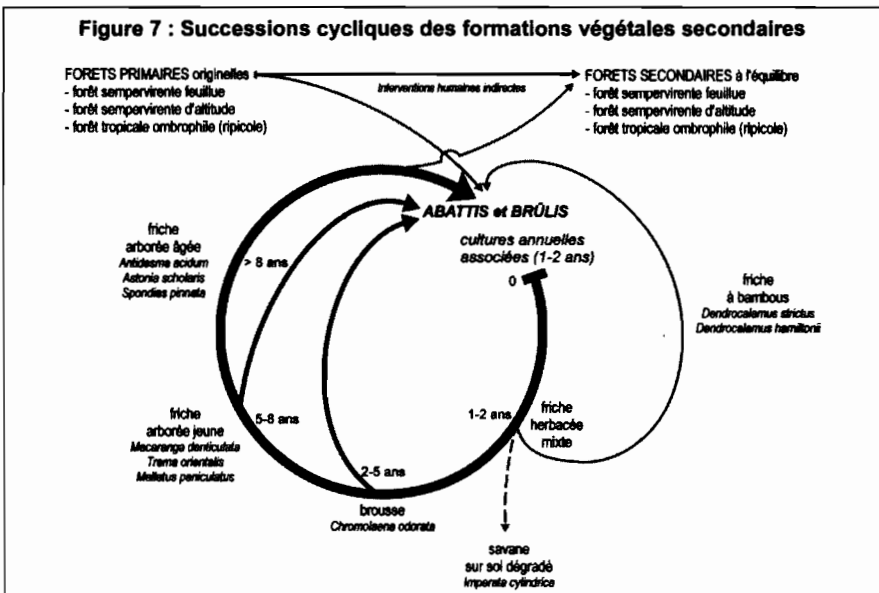 Figure 7 : Successions cycliques des formations végétales secondaires
FORETS PRIMAIRES originelles
- forêt sempervirente feuillue
- forêt sempervirente d'altitude
- forêt tropicale ombrophile (ripicole)
Interventions humaines indirectes
FORETS SECONDAIRES à l'équilibre
- forêt sempervirente feuillue
- forêt sempervirente d'altitude
- forêt tropicale ombrophile (ripicole)
ABATTIS et BRÛLIS
cultures annuelles
associées (1-2 ans)
0
friche
arborée âgée
Antidesma acidum
Astonia scholaris
Spondias pinnata
> 8 ans
friche
à bambous
Dendrocalamus strictus
Dendrocalamus hamiltonii
friche
arborée jeune
Macaranga denticulata
Trema orientalis
Mallatus paniculatus
5-8 ans
1-2 ans
friche
herbacée
mixte
2-5 ans
brousse
Chromolaena odorata
savane
sur sol dégradé
Imperata cylindrica